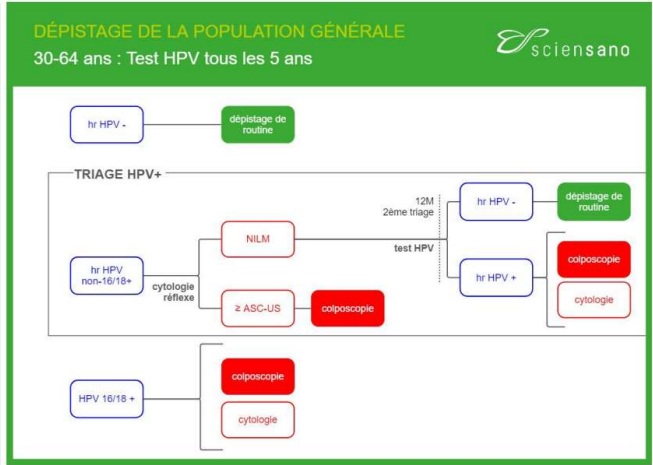 DÉPISTAGE DE LA POPULATION GÉNÉRALE
30-64 ans : Test HPV tous les 5 ans
sciensano
hr HPV -
dépistage de
routine
TRIAGE HPV+
hr HPV
non-16/18+
cytologie
réflexe
NILM
≥ ASC-US
colposcopie
12M
2ème triage
test HPV
hr HPV -
dépistage de
routine
hr HPV +
colposcopie
cytologie
HPV 16/18 +
colposcopie
cytologie